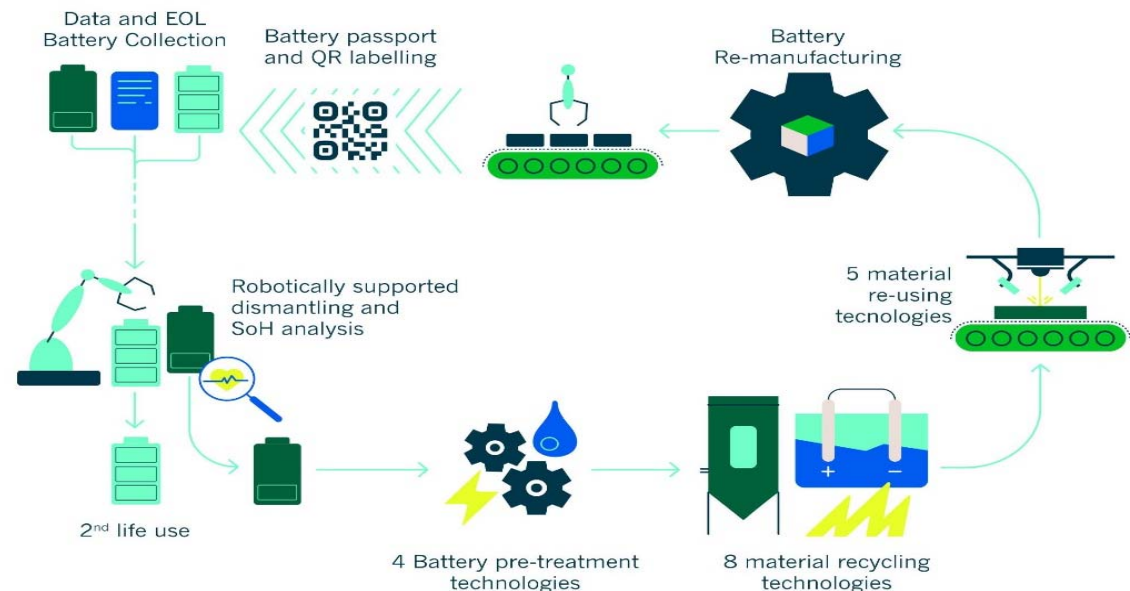 Data and EOL
Battery Collection
Battery passport
and QR labelling
Battery
Re-manufacturing
Robotically supported
dismantling and
SoH analysis
5 material
re-using
tecnologies
2nd life use
4 Battery pre-treatment
technologies
8 material recycling
technologies
+ −